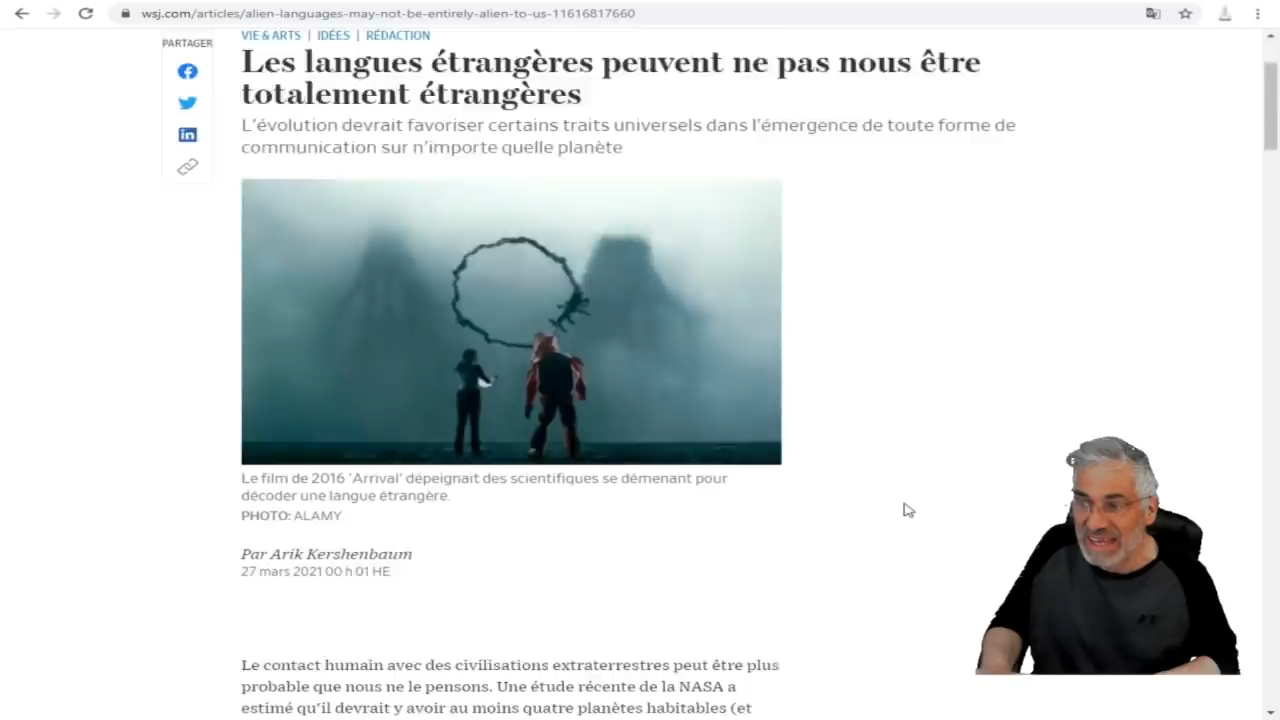 wsj.com/articles/alien-languages-may-not-be-entirely-alien-to-us-11616817660
PARTAGER
VIE & ARTS | IDÉES | RÉDACTION
Les langues étrangères peuvent ne pas nous être
totalement étrangères
L'évolution devrait favoriser certains traits universels dans l'émergence de toute forme de
communication sur n'importe quelle planète
Le film de 2016 'Arrival' dépeignait des scientifiques se démenant pour
décoder une langue étrangère.
PHOTO: ALAMY
Par Arik Kershenbaum
27 mars 2021 00 h 01 HE
Le contact humain avec des civilisations extraterrestres peut être plus
probable que nous ne le pensons. Une étude récente de la NASA a
estimé qu'il devrait y avoir au moins quatre planètes habitables (et